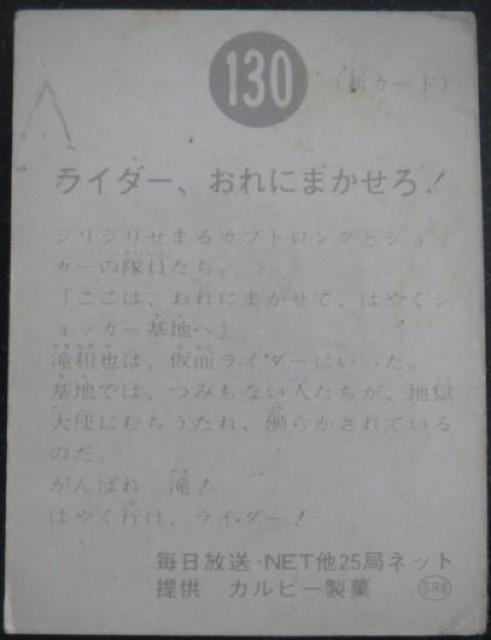 130
(新カード)
ライダー、おれにまかせろ!
ジリジリせまるカブトロングとショッ
カーの隊員たち。
「ここは、おれにまかせて、はやくシ
ョッカー基地へ」
滝和也は、仮面ライダーにいった。
基地では、つみもない人たちが、地獄
大使にむちうたれ、働らかされている
のだ。
がんばれ 滝!
はやく行け、ライダー!
毎日放送・NET他25局ネット
提供 カルビー製菓